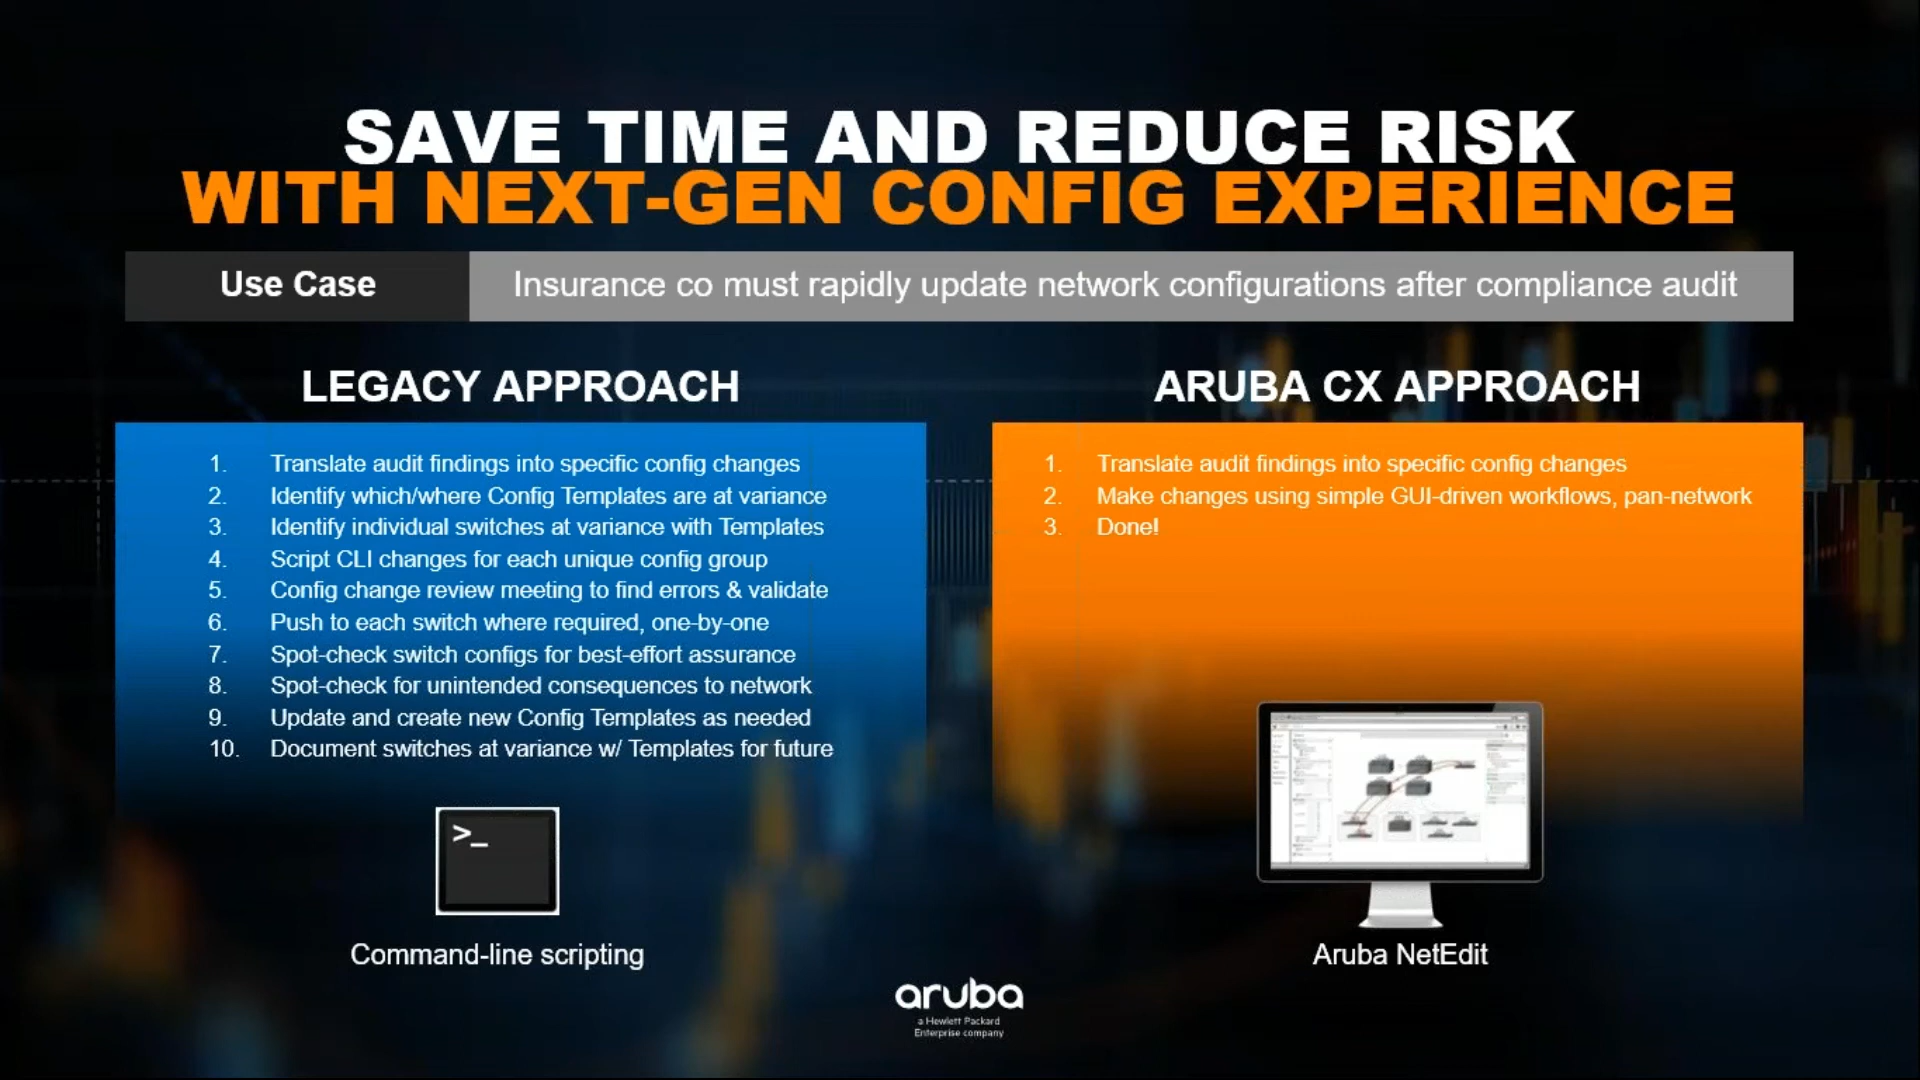 SAVE TIME AND REDUCE RISK
WITH NEXT-GEN CONFIG EXPERIENCE
Use Case
Insurance co must rapidly update network configurations after compliance audit
LEGACY APPROACH
1. Translate audit findings into specific config changes
2. Identify which/where Config Templates are at variance
3. Identify individual switches at variance with Templates
4. Script CLI changes for each unique config group
5. Config change review meeting to find errors & validate
6. Push to each switch where required, one-by-one
7. Spot-check switch configs for best-effort assurance
8. Spot-check for unintended consequences to network
9. Update and create new Config Templates as needed
10. Document switches at variance w/ Templates for future
>_
Command-line scripting
ARUBA CX APPROACH
1. Translate audit findings into specific config changes
2. Make changes using simple GUI-driven workflows, pan-network
3. Done!
Aruba NetEdit
aruba
a Hewlett Packard
Enterprise company